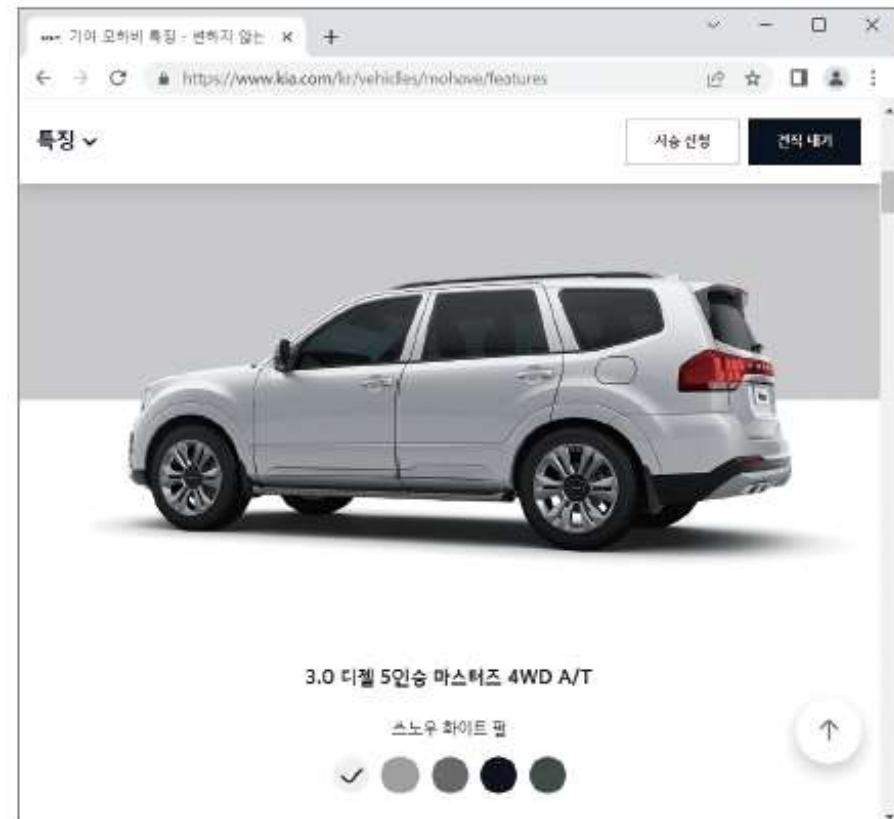 기아 모하비 특징 - 변하지 않는
https://www.kia.com/kr/vehicles/mohave/features
특징
시승 신청
견적 내기
3.0 디젤 5인승 마스터즈 4WD A/T
스노우 화이트 펄